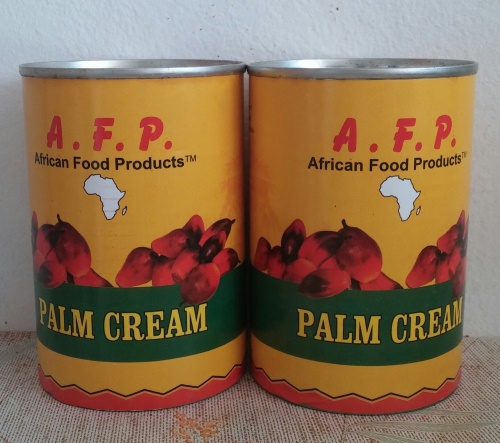 A.F.P.
African Food Products™
PALM CREAM
A.F.P.
African Food Products™
PALM CREAM